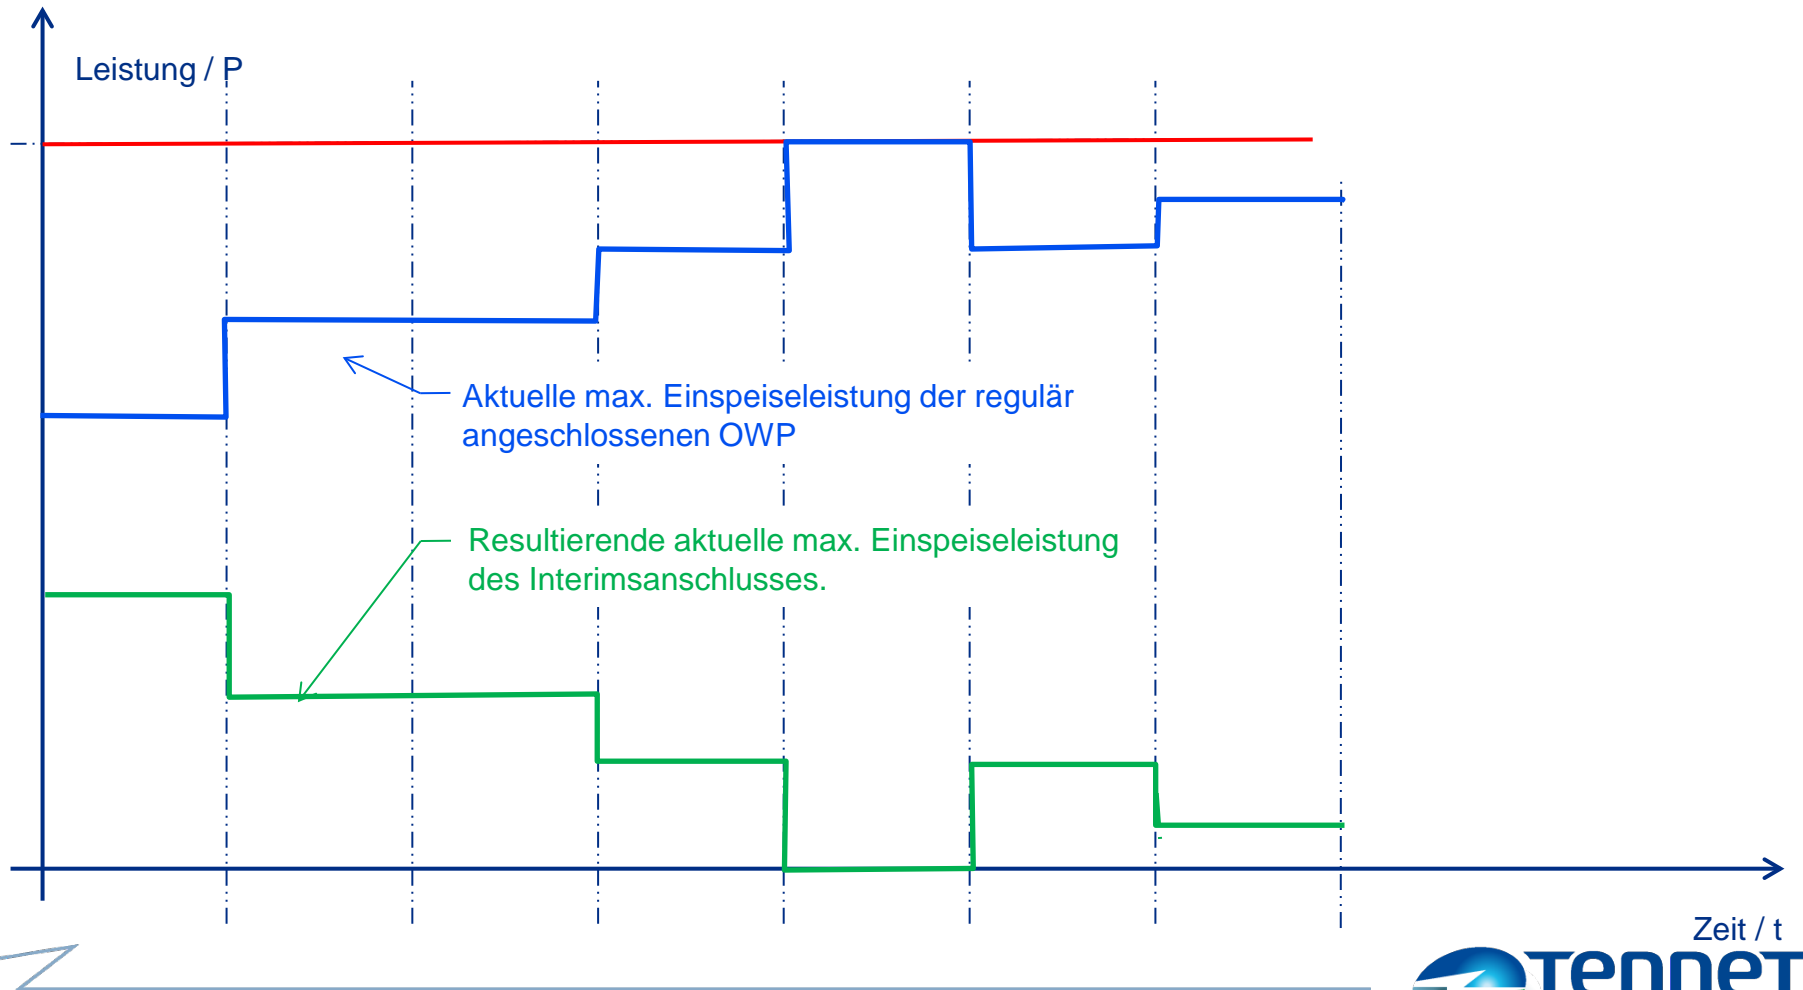 Leistung / P
Aktuelle max. Einspeiseleistung der regulär
angeschlossenen OWP
Resultierende aktuelle max. Einspeiseleistung
des Interimsanschlusses.
Zeit / t
TenneT